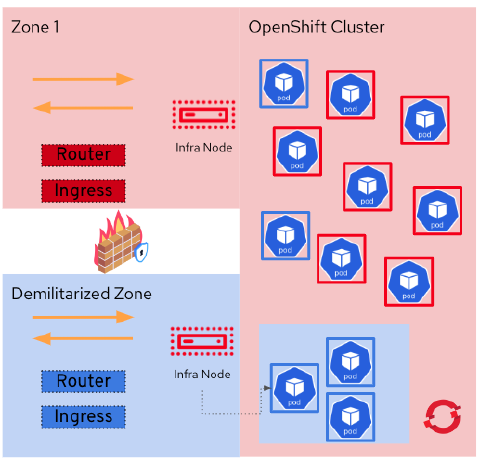 Zone 1
OpenShift Cluster
Infra Node
Router
Ingress
pod
pod
pod
pod
pod
pod
pod
pod
pod
Demilitarized Zone
Infra Node
Router
Ingress
pod
pod
pod